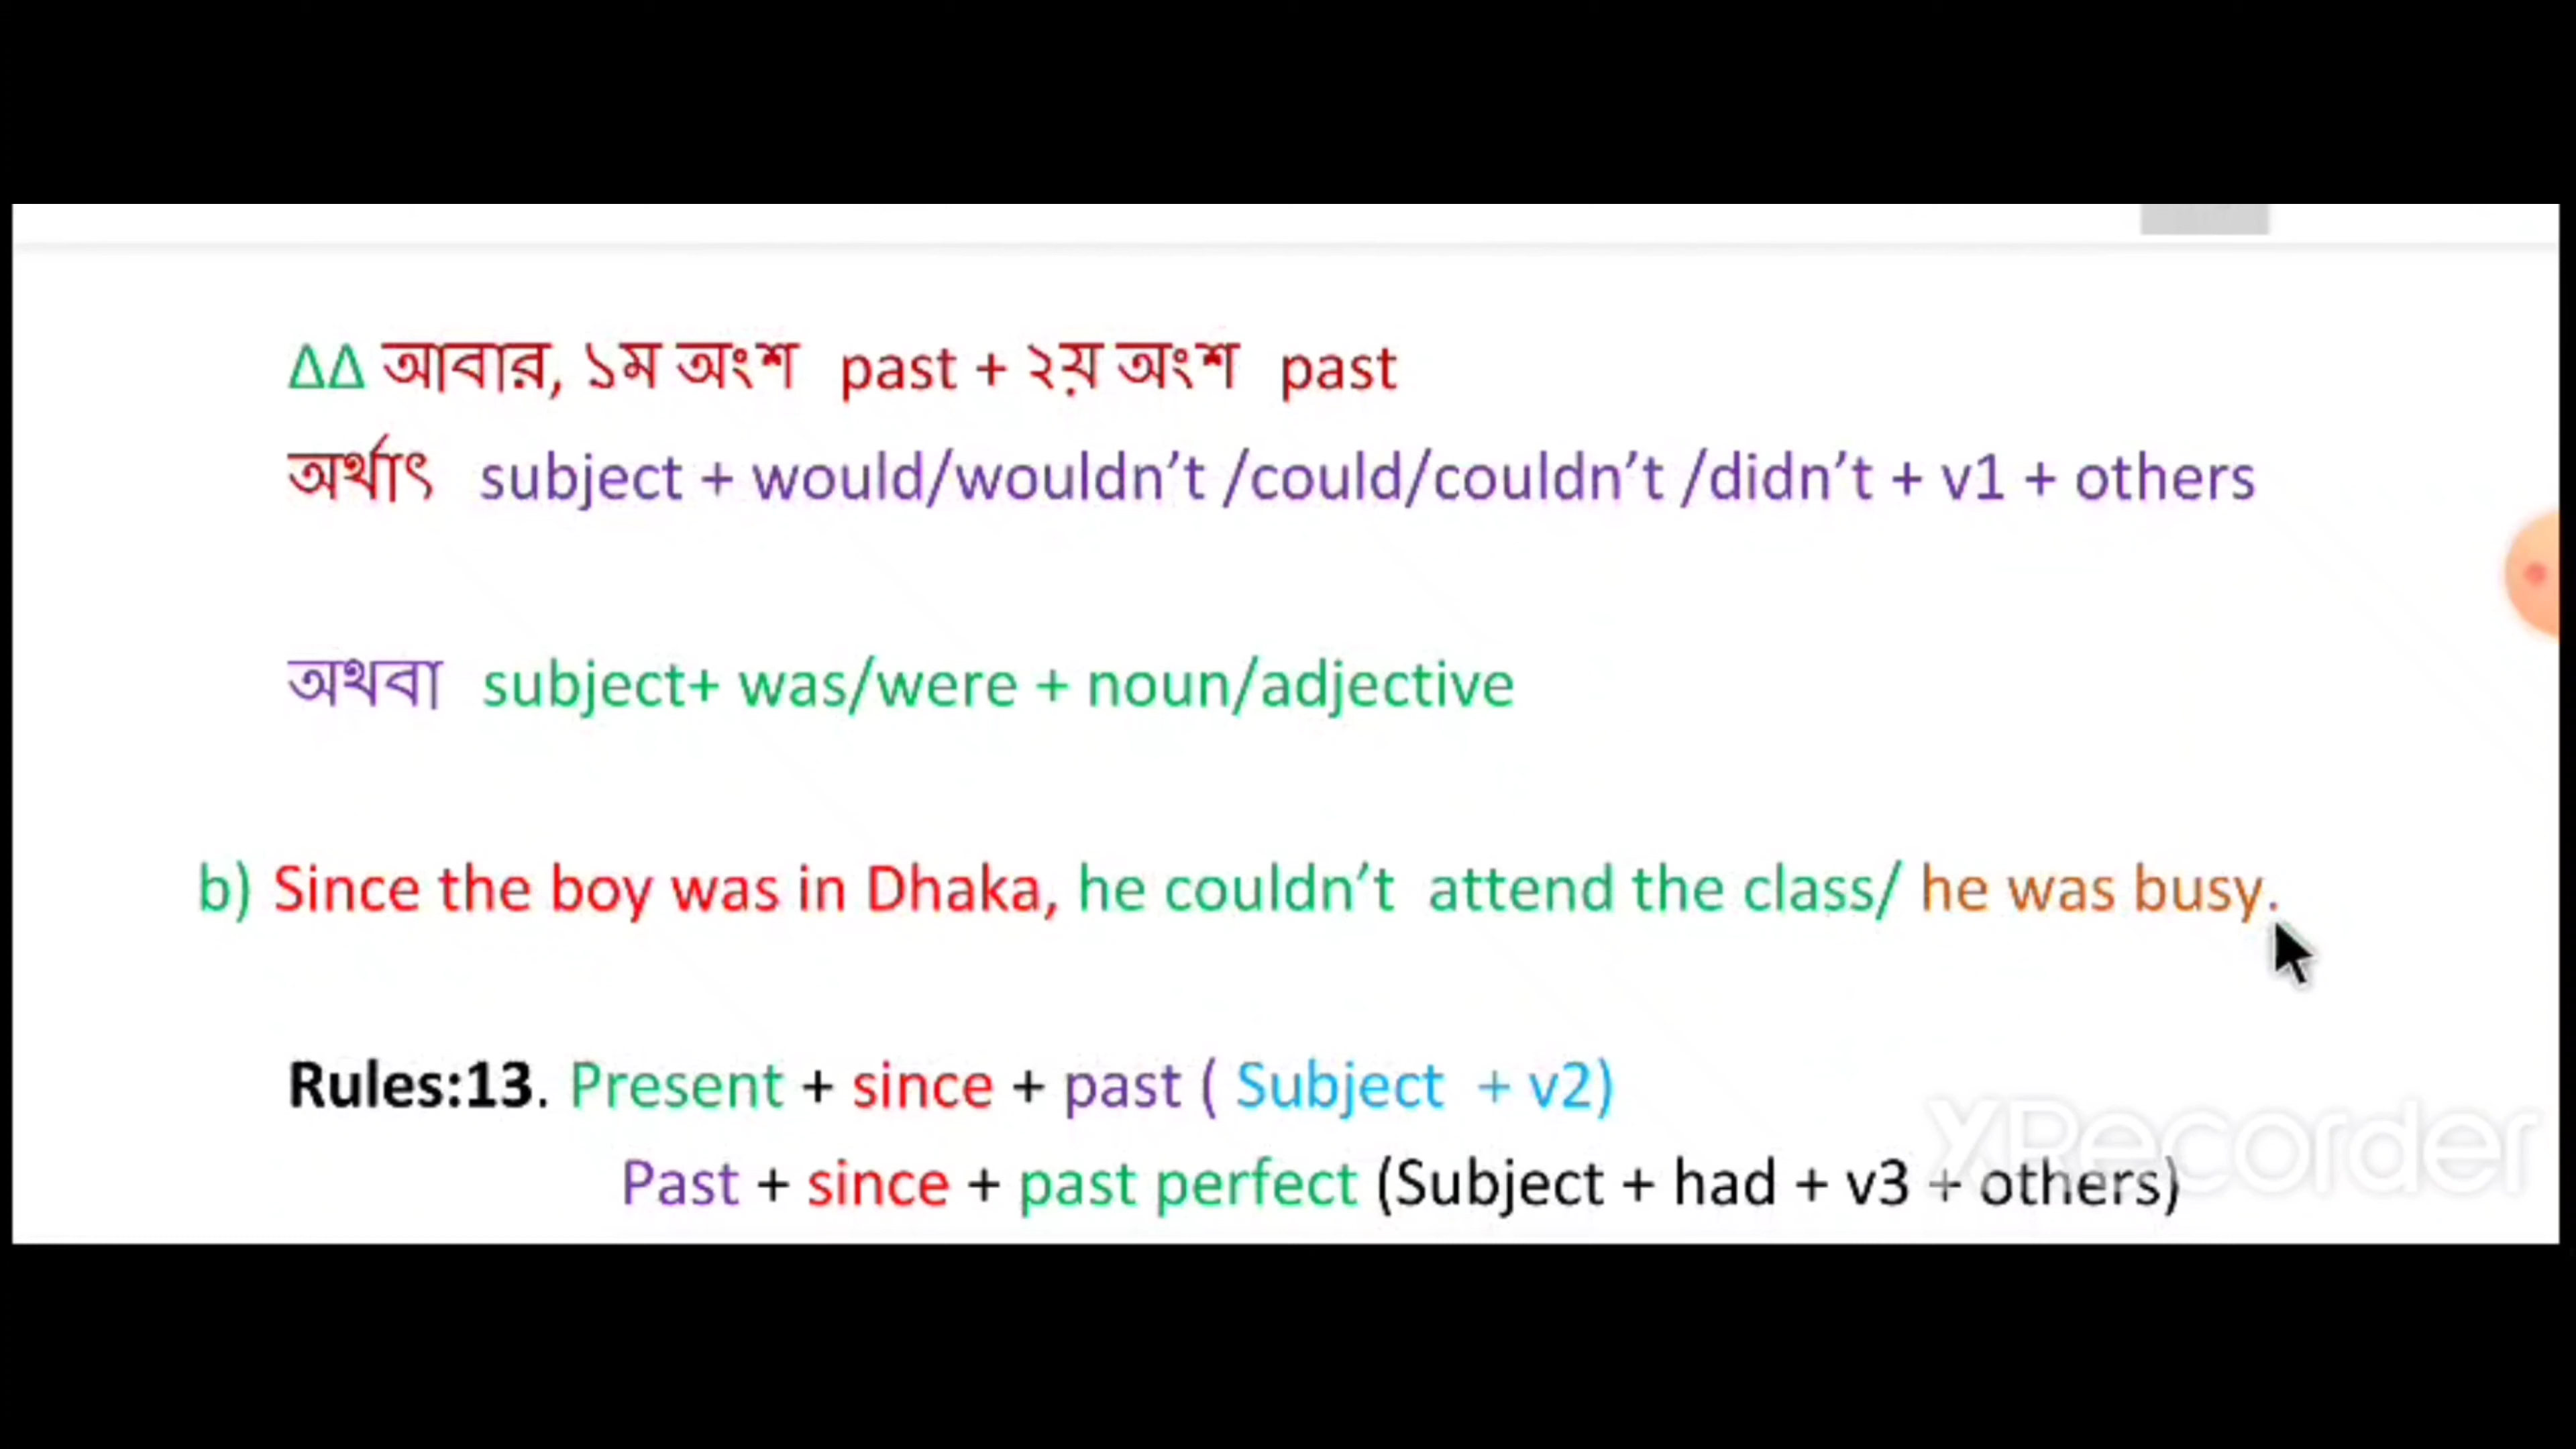 ΔΔ আবার, ১ম অংশ past + ২য় অংশ past
অর্থাৎ subject + would/wouldn’t /could/couldn’t /didn’t + v1 + others
অথবা subject+ was/were + noun/adjective
b) Since the boy was in Dhaka, he couldn’t attend the class/ he was busy.
Rules:13. Present + since + past ( Subject + v2)
Past + since + past perfect (Subject + had + v3 + others)
XRecorder